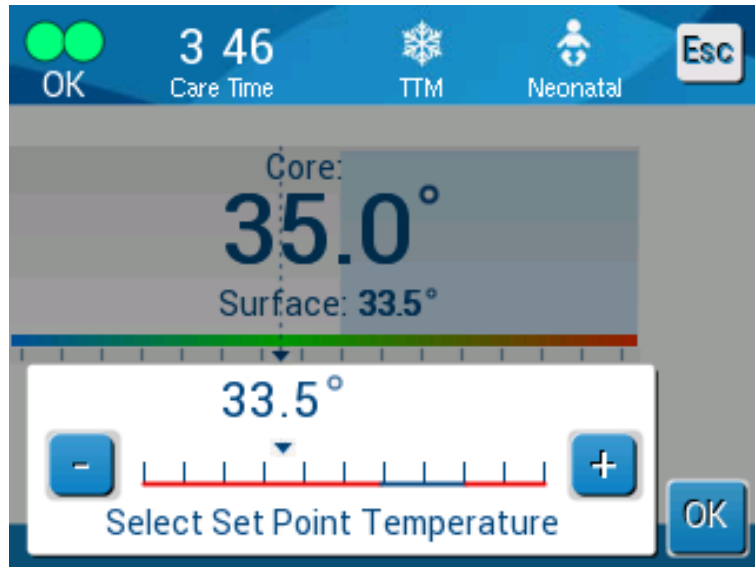 OK
3 46
Care Time
TTM
Neonatal
Esc
Core:
35.0°
Surface: 33.5°
33.5°
-
+
Select Set Point Temperature
OK